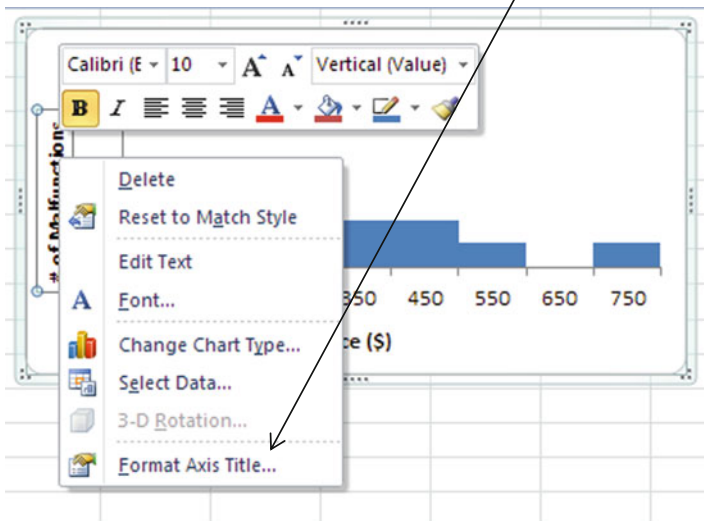 Calibri (E 10 A A Vertical (Value)
B I A
# of Malfunctions
Delete
Reset to Match Style
Edit Text
Font...
Change Chart Type...
Select Data...
3-D Rotation...
Format Axis Title...
350 450 550 650 750
ce ($)